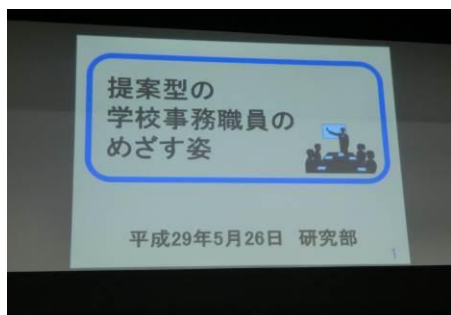 提案型の
学校事務職員の
めざす姿
平成29年5月26日 研究部
1